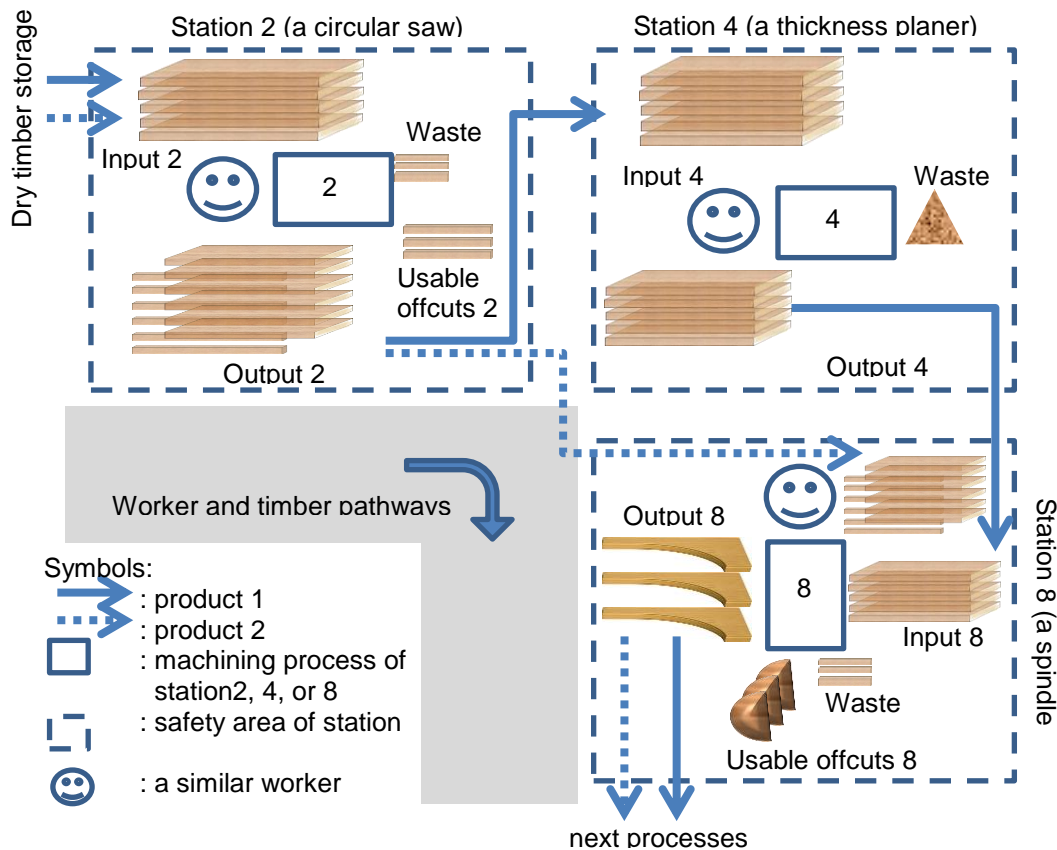 Station 2 (a circular saw)
Station 4 (a thickness planer)
Dry timber storage
Input 2
2
Waste
Usable
offcuts 2
Output 2
Input 4
4
Waste
Output 4
Worker and timber pathways
Output 8
8
Input 8
Waste
Usable offcuts 8
Station 8 (a spindle
Symbols:
: product 1
: product 2
: machining process of
station2, 4, or 8
: safety area of station
: a similar worker
next processes